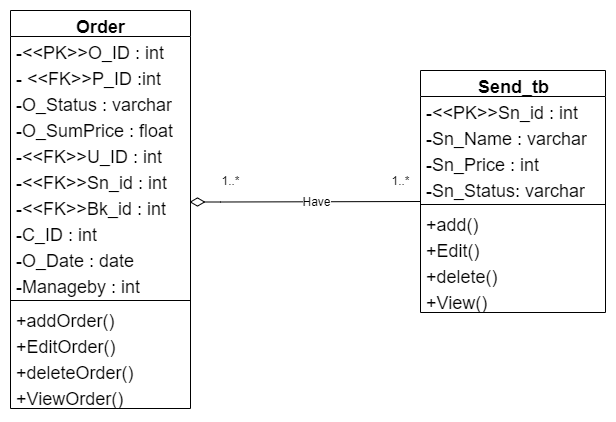 Order
-<<PK>>O_ID : int
- <<FK>>P_ID :int
-O_Status : varchar
-O_SumPrice : float
-<<FK>>U_ID : int
-<<FK>>Sn_id : int
-<<FK>>Bk_id : int
-C_ID : int
-O_Date : date
-Manageby : int
+addOrder()
+EditOrder()
+deleteOrder()
+ViewOrder()
1..*
Have
1..*
Send_tb
-<<PK>>Sn_id : int
-Sn_Name : varchar
-Sn_Price : int
-Sn_Status: varchar
+add()
+Edit()
+delete()
+View()